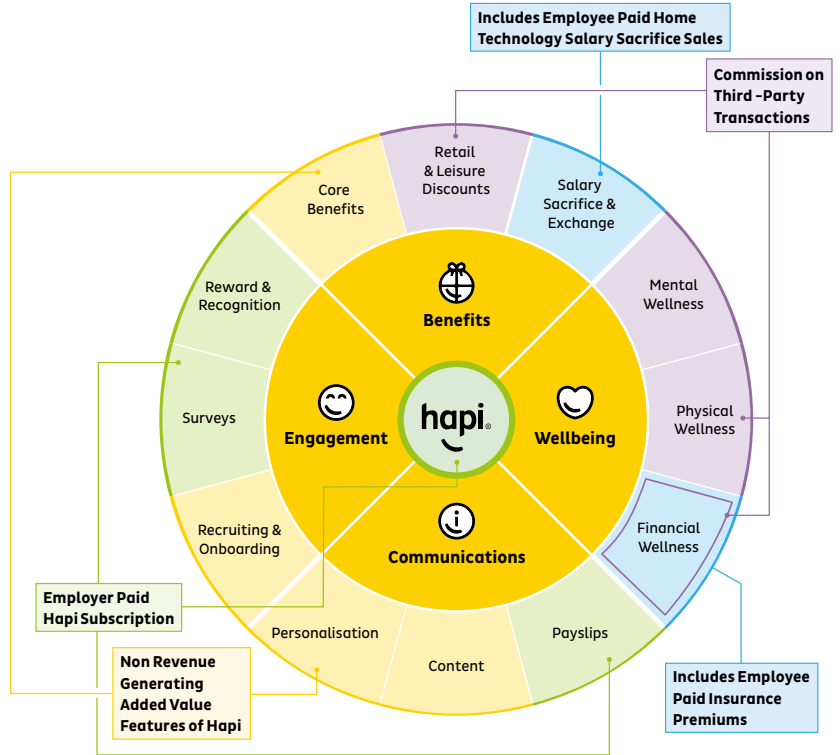 Includes Employee Paid Home
Technology Salary Sacrifice Sales
Commission on
Third -Party
Transactions
Retail
& Leisure
Discounts
Core
Benefits
Salary
Sacrifice &
Exchange
Reward &
Recognition
Mental
Wellness
Benefits
Surveys
Engagement
hapi®
Wellbeing
Physical
Wellness
Recruiting &
Onboarding
Communications
Financial
Wellness
Employer Paid
Hapi Subscription
Personalisation
Content
Payslips
Non Revenue
Generating
Added Value
Features of Hapi
Includes Employee
Paid Insurance
Premiums